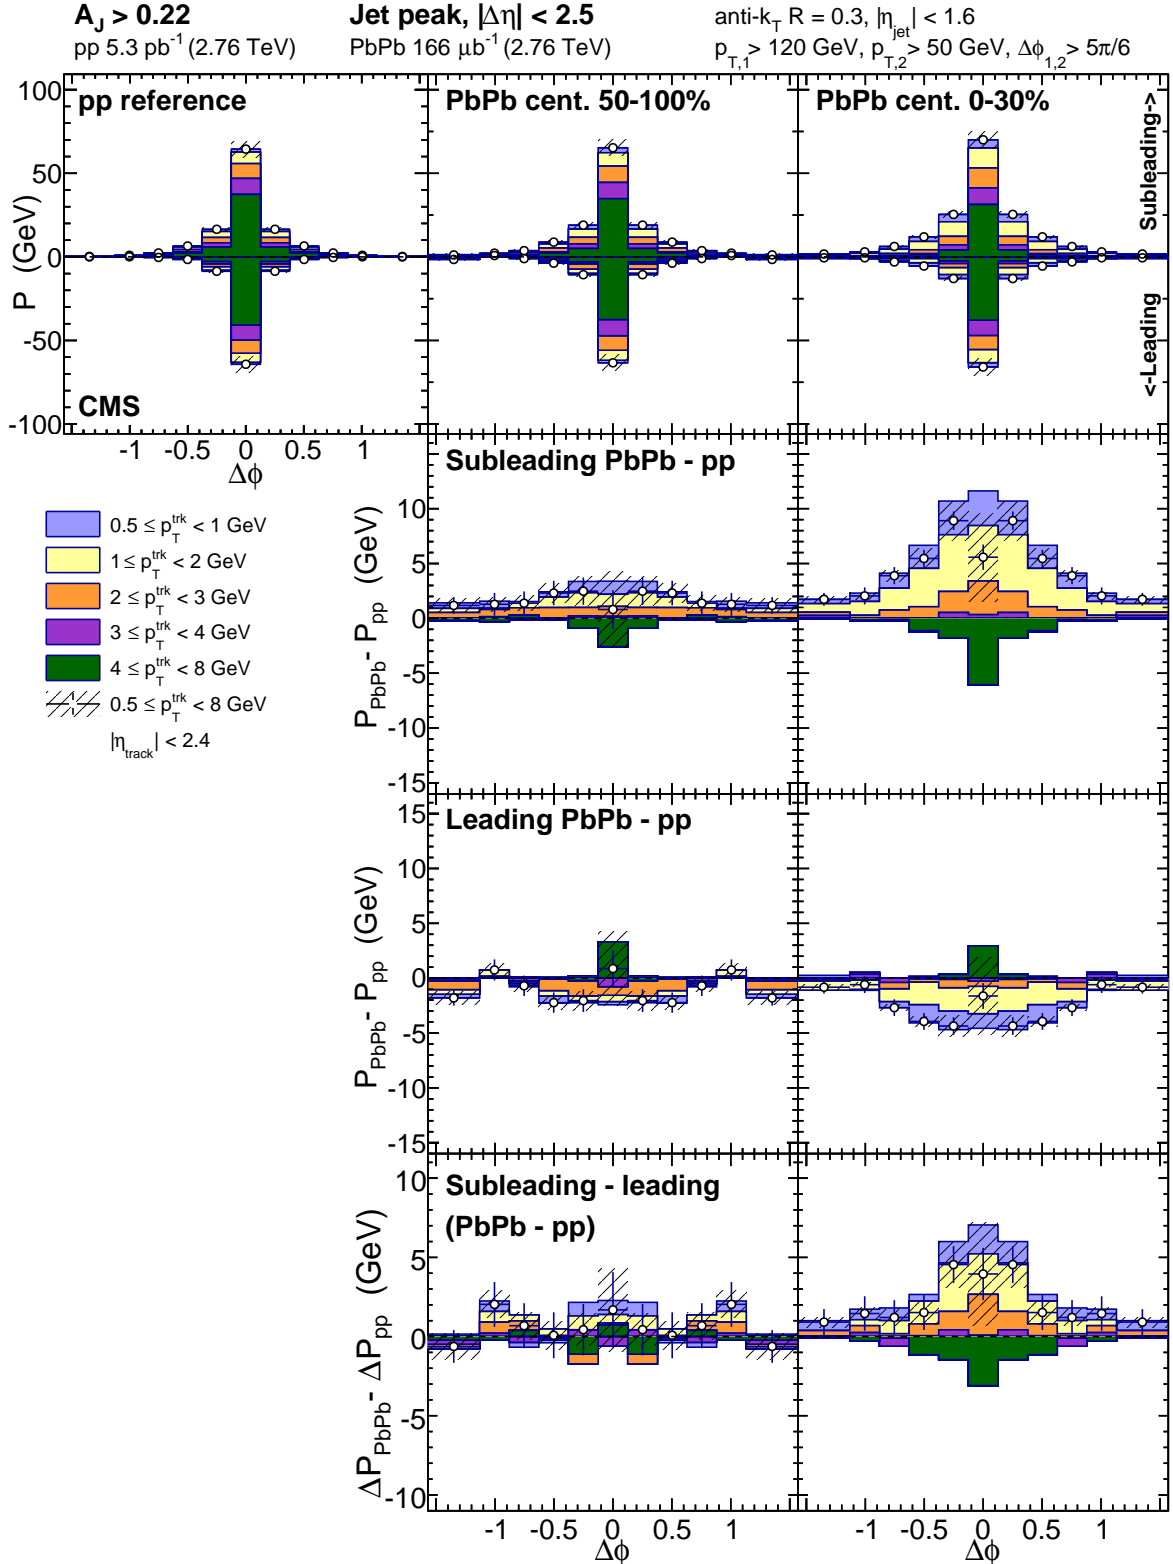 A_J > 0.22
Jet peak, |Δη| < 2.5
anti-k_T R = 0.3, |η_jet| < 1.6
pp 5.3 pb^-1 (2.76 TeV)
PbPb 166 μb^-1 (2.76 TeV)
p_T,1 > 120 GeV, p_T,2 > 50 GeV, Δφ_1,2 > 5π/6
pp reference
PbPb cent. 50-100%
PbPb cent. 0-30%
100
50
0
-50
-100
P (GeV)
Subleading->
<-Leading
CMS
-1 -0.5 0 0.5 1
Δφ
0.5 ≤ p_T^trk < 1 GeV
1 ≤ p_T^trk < 2 GeV
2 ≤ p_T^trk < 3 GeV
3 ≤ p_T^trk < 4 GeV
4 ≤ p_T^trk < 8 GeV
0.5 ≤ p_T^trk < 8 GeV
|η_track| < 2.4
Subleading PbPb - pp
10
5
0
-5
-10
-15
P_PbPb - P_pp (GeV)
Leading PbPb - pp
15
10
5
0
-5
-10
-15
P_PbPb - P_pp (GeV)
Subleading - leading
(PbPb - pp)
10
5
0
-5
-10
ΔP_PbPb - ΔP_pp (GeV)
-1 -0.5 0 0.5 1
Δφ
-1 -0.5 0 0.5 1
Δφ